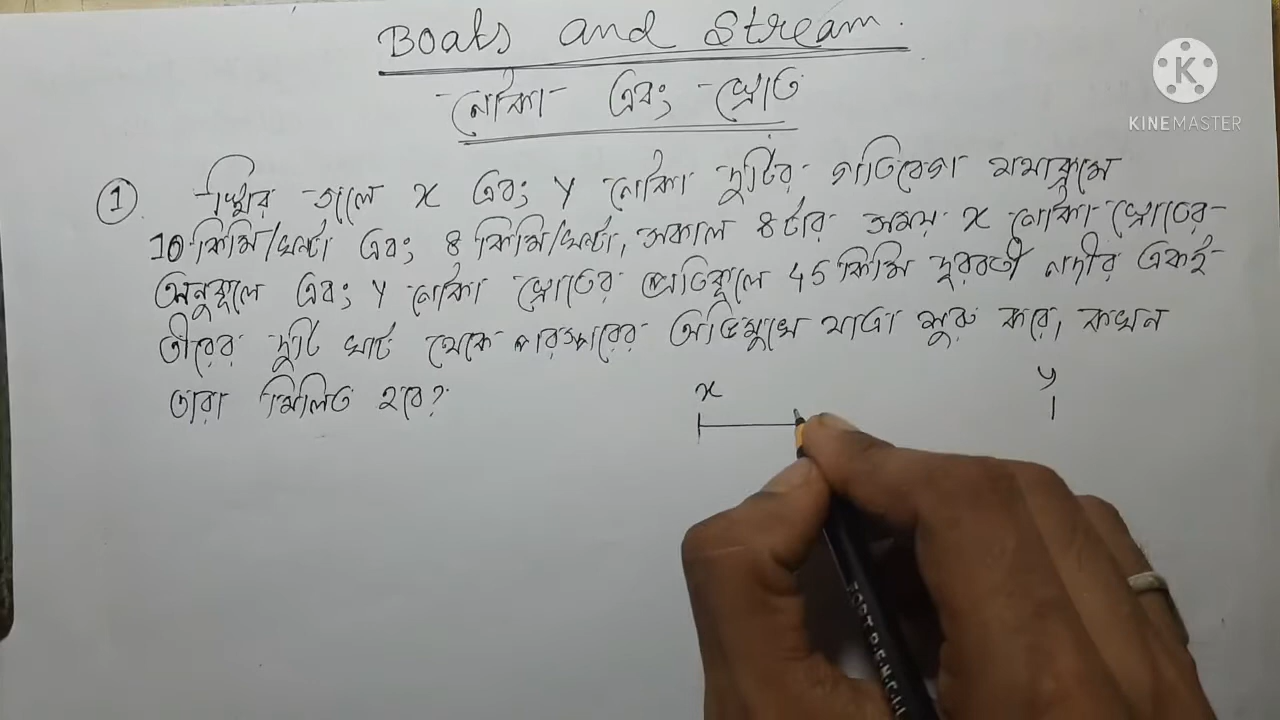 Boats and Stream.
নৌকা এবং স্রোত
KINEMASTER
① স্থির জলে x এবং y নৌকা দুটির গতিবেগ যথাক্রমে
10 কিমি/ঘন্টা এবং 8 কিমি/ঘন্টা, সকাল 8টার সময় x নৌকা স্রোতের
অনুকূলে এবং y নৌকা স্রোতের প্রতিকূলে 45 কিমি দূরবর্তী নদীর একই
তীরের দুটি ঘাট থেকে পরস্পরের অভিমুখে যাত্রা শুরু করে, কখন
তারা মিলিত হবে?
x y